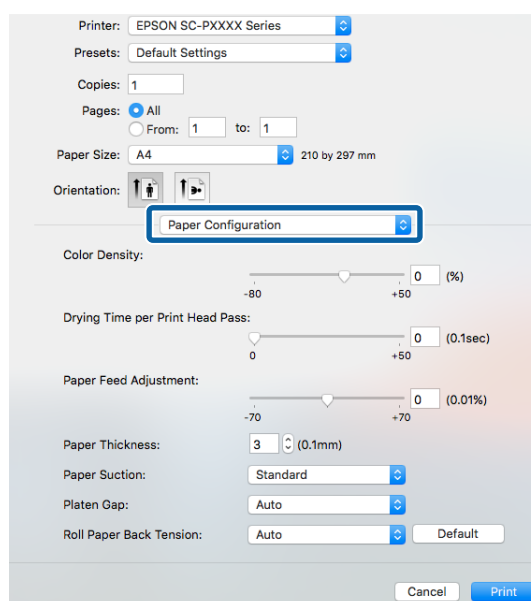 Printer: EPSON SC-PXXXX Series
Presets: Default Settings
Copies: 1
Pages: All
From: 1 to: 1
Paper Size: A4 210 by 297 mm
Orientation:
Paper Configuration
Color Density:
0 (%)
-80 +50
Drying Time per Print Head Pass:
0 (0.1sec)
0 +50
Paper Feed Adjustment:
0 (0.01%)
-70 +70
Paper Thickness: 3 (0.1mm)
Paper Suction: Standard
Platen Gap: Auto
Roll Paper Back Tension: Auto Default
Cancel Print